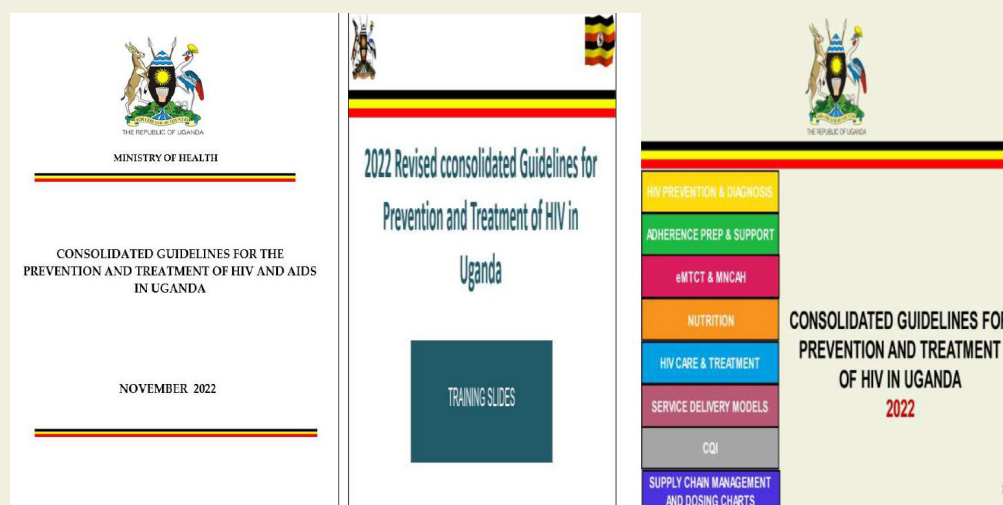 THE REPUBLIC OF UGANDA
MINISTRY OF HEALTH
CONSOLIDATED GUIDELINES FOR THE
PREVENTION AND TREATMENT OF HIV AND AIDS
IN UGANDA
NOVEMBER 2022
2022 Revised cconsolidated Guidelines for
Prevention and Treatment of HIV in
Uganda
TRAINING SLIDES
THE REPUBLIC OF UGANDA
HIV PREVENTION & DIAGNOSIS
ADHERENCE PREP & SUPPORT
eMTCT & MNCAH
NUTRITION
HIV CARE & TREATMENT
SERVICE DELIVERY MODELS
CQI
SUPPLY CHAIN MANAGEMENT
AND DOSING CHARTS
CONSOLIDATED GUIDELINES FOR
PREVENTION AND TREATMENT
OF HIV IN UGANDA
2022